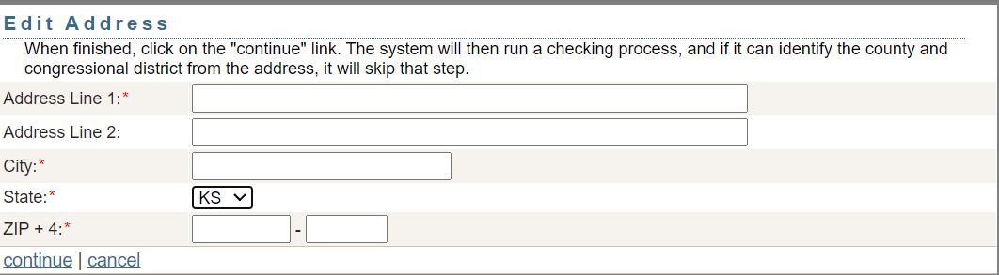 Edit Address
When finished, click on the "continue" link. The system will then run a checking process, and if it can identify the county and
congressional district from the address, it will skip that step.
Address Line 1:*
Address Line 2:
City:*
State:* KS
ZIP + 4:* -
continue | cancel